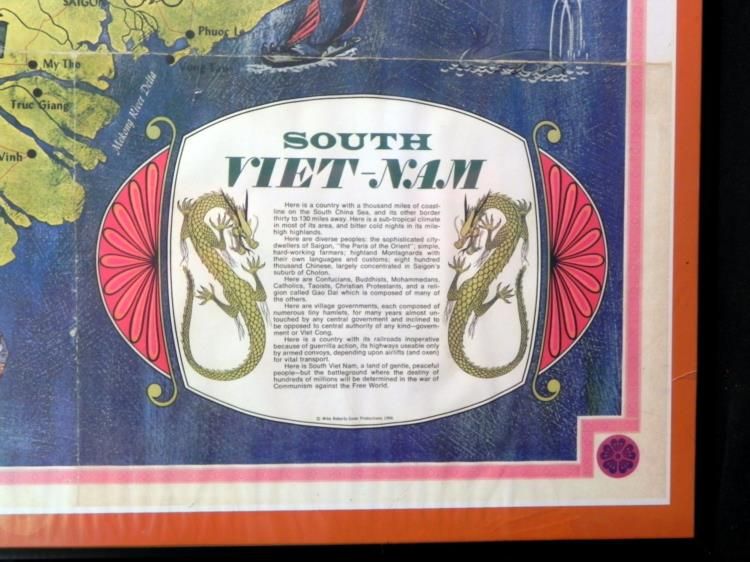 SAIGON
Phuoc Le
Vung Tau
My Tho
Truc Giang
Vinh
Mekong River Delta
SOUTH
VIET-NAM
Here is a country with a thousand miles of coast-
line on the South China Sea, and its other border
thirty to 130 miles away. Here is a sub-tropical climate
in most of its area, and bitter cold nights in its mile-
high highlands.
Here are diverse peoples: the sophisticated city-
dwellers of Saigon, "the Paris of the Orient"; simple,
hard-working farmers; highland Montagnards with
their own languages and customs; eight hundred
thousand Chinese, largely concentrated in Saigon's
suburb of Cholon.
Here are Confucians, Buddhists, Mohammedans,
Catholics, Taoists, Christian Protestants, and a reli-
gion called Gao Dai which is composed of many of
the others.
Here are village governments, each composed of
numerous tiny hamlets, for many years almost un-
touched by any central government and inclined to
be opposed to central authority of any kind—govern-
ment or Viet Cong.
Here is a country with its railroads inoperative
because of guerrilla action, its highways useable only
by armed convoys, depending upon airlifts (and oxen)
for vital transport.
Here is South Viet Nam, a land of gentle, peaceful
people—but the battleground where the destiny of
hundreds of millions will be determined in the war of
Communism against the Free World.
© Mike Roberts Color Productions 1966